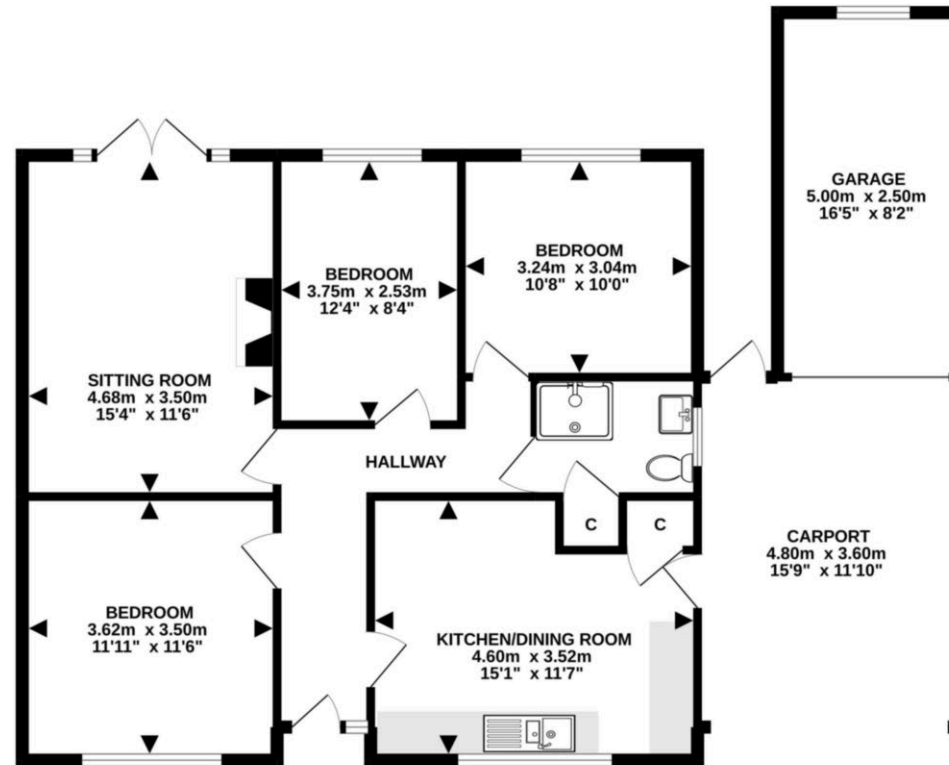 GARAGE
5.00m x 2.50m
16'5" x 8'2"
BEDROOM
3.75m x 2.53m
12'4" x 8'4"
BEDROOM
3.24m x 3.04m
10'8" x 10'0"
SITTING ROOM
4.68m x 3.50m
15'4" x 11'6"
HALLWAY
C
C
CARPORT
4.80m x 3.60m
15'9" x 11'10"
BEDROOM
3.62m x 3.50m
11'11" x 11'6"
KITCHEN/DINING ROOM
4.60m x 3.52m
15'1" x 11'7"